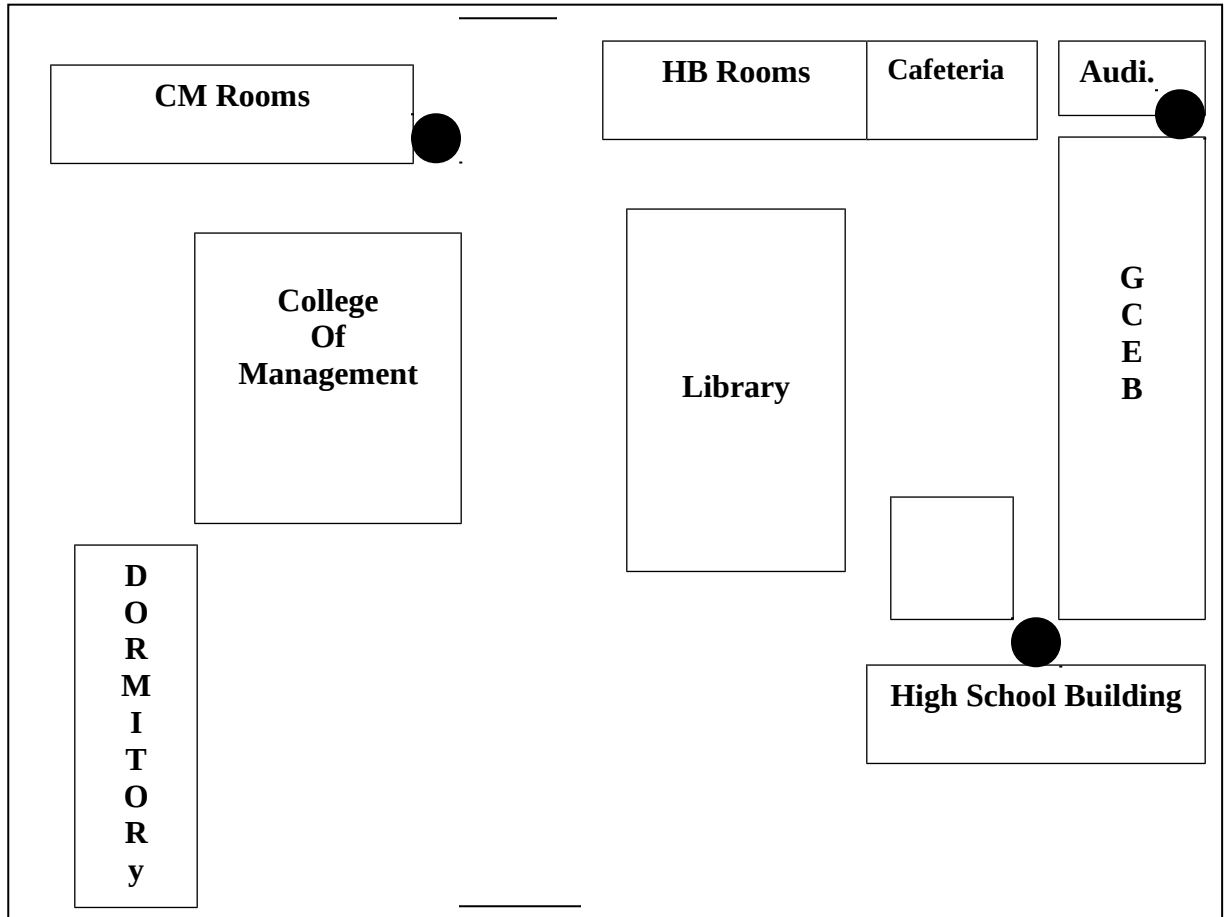 CM Rooms
HB Rooms
Cafeteria
Audi.
College
Of
Management
Library
G
C
E
B
D
O
R
M
I
T
O
R
y
High School Building